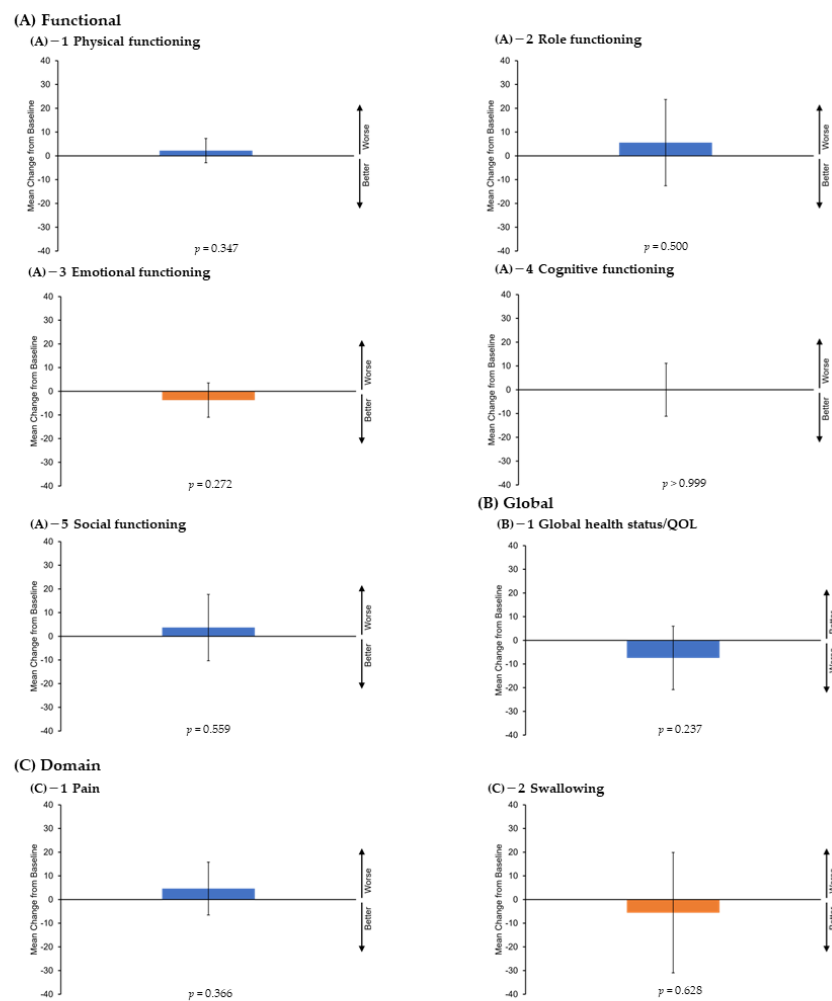 (A) Functional
(A)−1 Physical functioning
40
30
20
10
0
-10
-20
-30
-40
Mean Change from Baseline
Worse
Better
p = 0.347
(A)−2 Role functioning
40
30
20
10
0
-10
-20
-30
-40
Mean Change from Baseline
Worse
Better
p = 0.500
(A)−3 Emotional functioning
40
30
20
10
0
-10
-20
-30
-40
Mean Change from Baseline
Worse
Better
p = 0.272
(A)−4 Cognitive functioning
40
30
20
10
0
-10
-20
-30
-40
Mean Change from Baseline
Worse
Better
p > 0.999
(A)−5 Social functioning
40
30
20
10
0
-10
-20
-30
-40
Mean Change from Baseline
Worse
Better
p = 0.559
(B) Global
(B)−1 Global health status/QOL
40
30
20
10
0
-10
-20
-30
-40
Mean Change from Baseline
Better
Worse
p = 0.237
(C) Domain
(C)−1 Pain
40
30
20
10
0
-10
-20
-30
-40
Mean Change from Baseline
Worse
Better
p = 0.366
(C)−2 Swallowing
40
30
20
10
0
-10
-20
-30
-40
Mean Change from Baseline
Worse
Better
p = 0.628